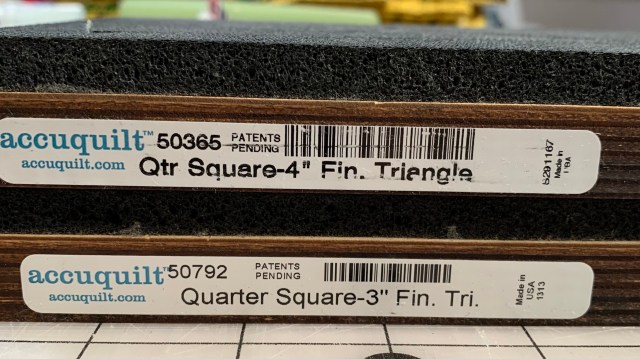 accuquilt™ 50365 PATENTS PENDING
accuquilt.com
Qtr Square-4" Fin. Triangle
Made in
accuquilt™ 50792 PATENTS PENDING
accuquilt.com
Quarter Square-3" Fin. Tri.
Made in
USA
1313